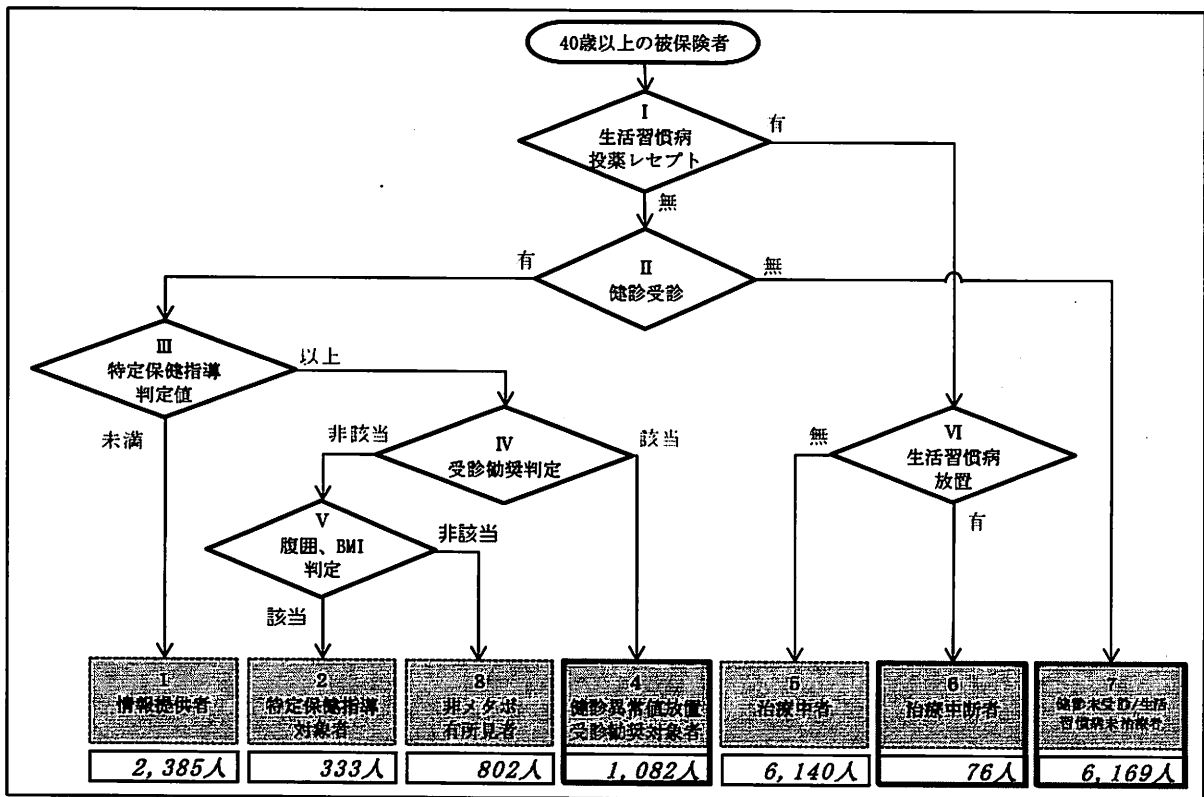 40歳以上の被保険者
I
生活習慣病
投薬レセプト
有
無
II
健診受診
有
無
III
特定保健指導
判定値
以上
未満
IV
受診勧奨判定
非該当
該当
VI
生活習慣病
放置
無
有
V
腹囲、BMI
判定
非該当
該当
1
情報提供者
2,385人
2
特定保健指導
対象者
333人
3
非メタボ
有所見者
802人
4
健診異常値放置
受診勧奨対象者
1,082人
5
治療中者
6,140人
6
治療中断者
76人
7
健診未受診/生活
習慣病未治療者
6,169人